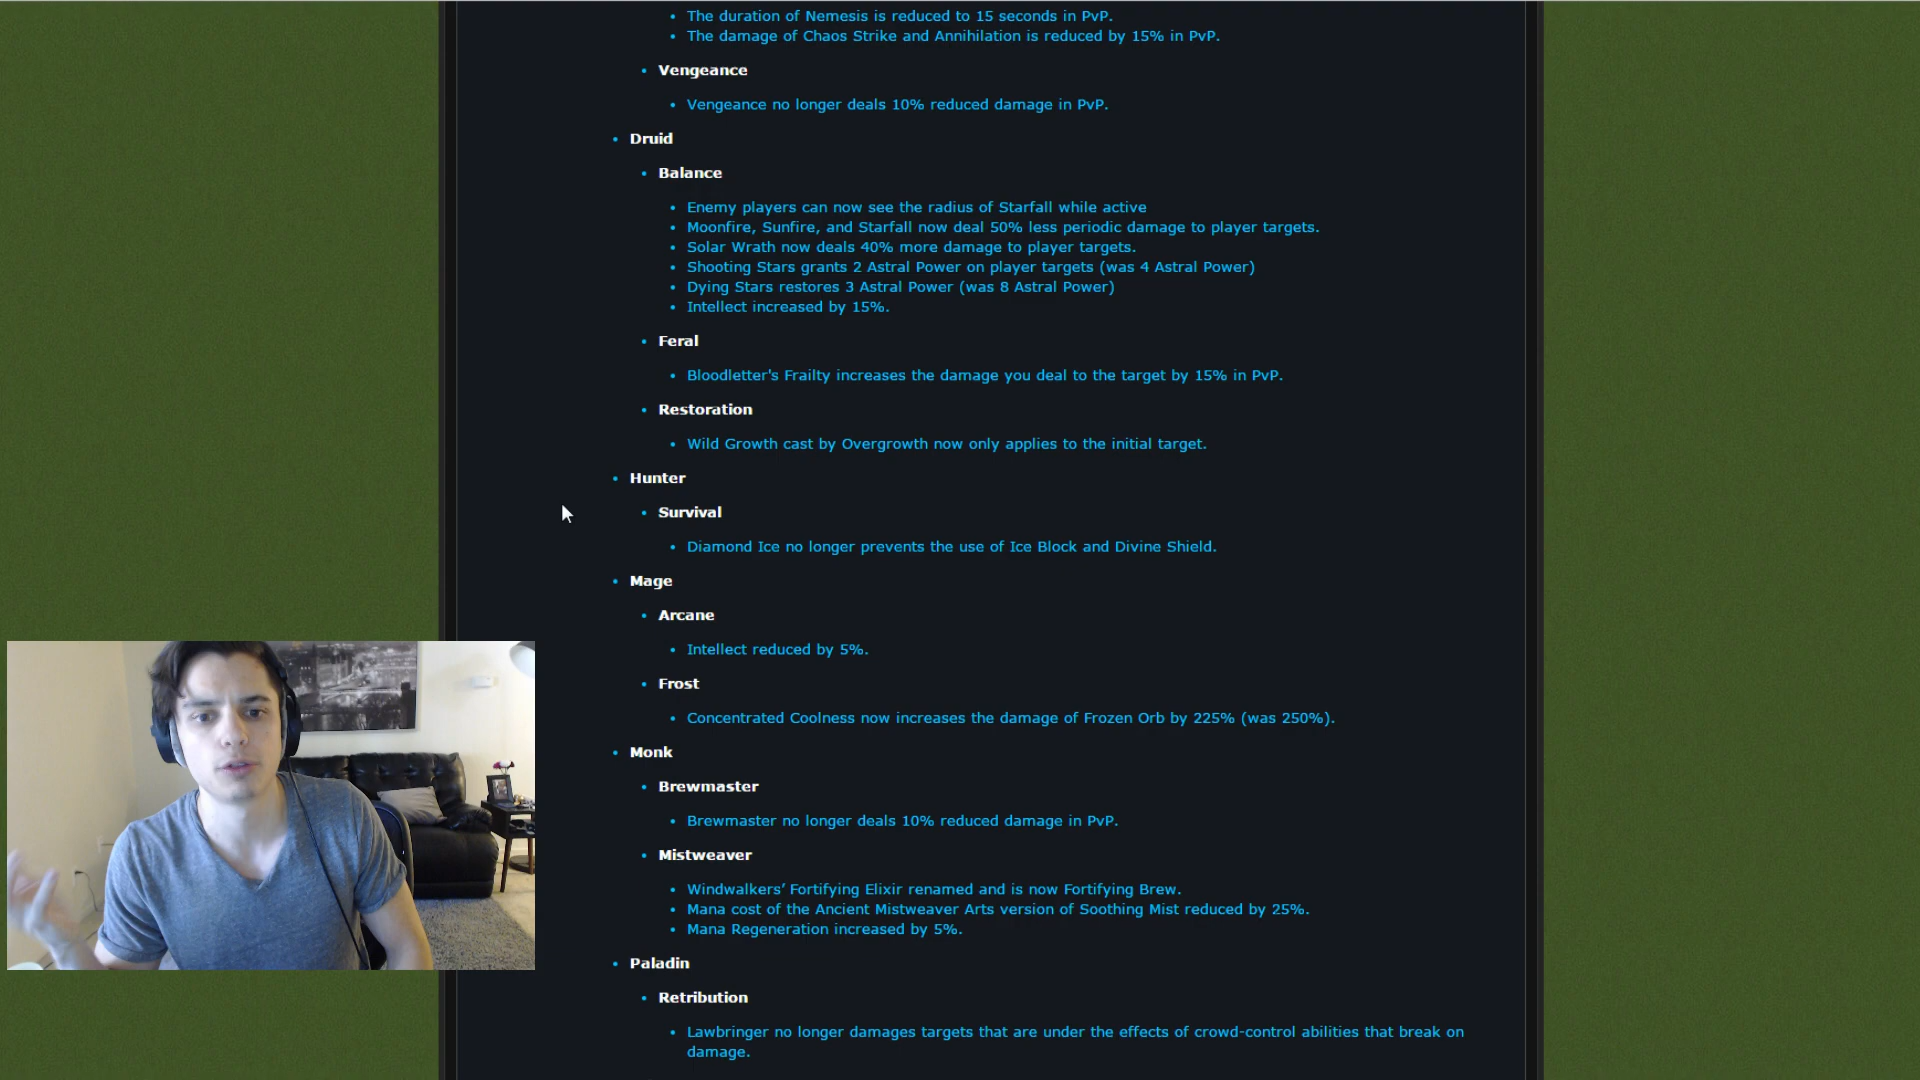 The duration of Nemesis is reduced to 15 seconds in PvP.
The damage of Chaos Strike and Annihilation is reduced by 15% in PvP.
Vengeance
Vengeance no longer deals 10% reduced damage in PvP.
Druid
Balance
Enemy players can now see the radius of Starfall while active
Moonfire, Sunfire, and Starfall now deal 50% less periodic damage to player targets.
Solar Wrath now deals 40% more damage to player targets.
Shooting Stars grants 2 Astral Power on player targets (was 4 Astral Power)
Dying Stars restores 3 Astral Power (was 8 Astral Power)
Intellect increased by 15%.
Feral
Bloodletter's Frailty increases the damage you deal to the target by 15% in PvP.
Restoration
Wild Growth cast by Overgrowth now only applies to the initial target.
Hunter
Survival
Diamond Ice no longer prevents the use of Ice Block and Divine Shield.
Mage
Arcane
Intellect reduced by 5%.
Frost
Concentrated Coolness now increases the damage of Frozen Orb by 225% (was 250%).
Monk
Brewmaster
Brewmaster no longer deals 10% reduced damage in PvP.
Mistweaver
Windwalkers’ Fortifying Elixir renamed and is now Fortifying Brew.
Mana cost of the Ancient Mistweaver Arts version of Soothing Mist reduced by 25%.
Mana Regeneration increased by 5%.
Paladin
Retribution
Lawbringer no longer damages targets that are under the effects of crowd-control abilities that break on
damage.